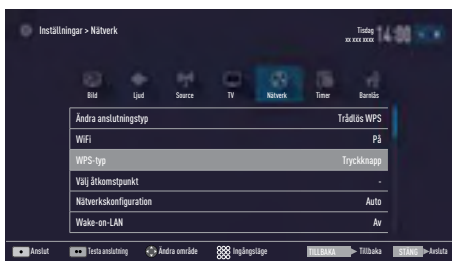 Inställningar > Nätverk
Tisdag
xx xxx xxxx
14:00
Bild Ljud Source TV Nätverk Timer Barnlås
Ändra anslutningstyp Trådlös WPS
WiFi På
WPS-typ Tryckknapp
Välj åtkomstpunkt -
Nätverkskonfiguration Auto
Wake-on-LAN Av
Anslut Testa anslutning Ändra område Ingångsläge TILLBAKA Tillbaka STÄNG Avsluta